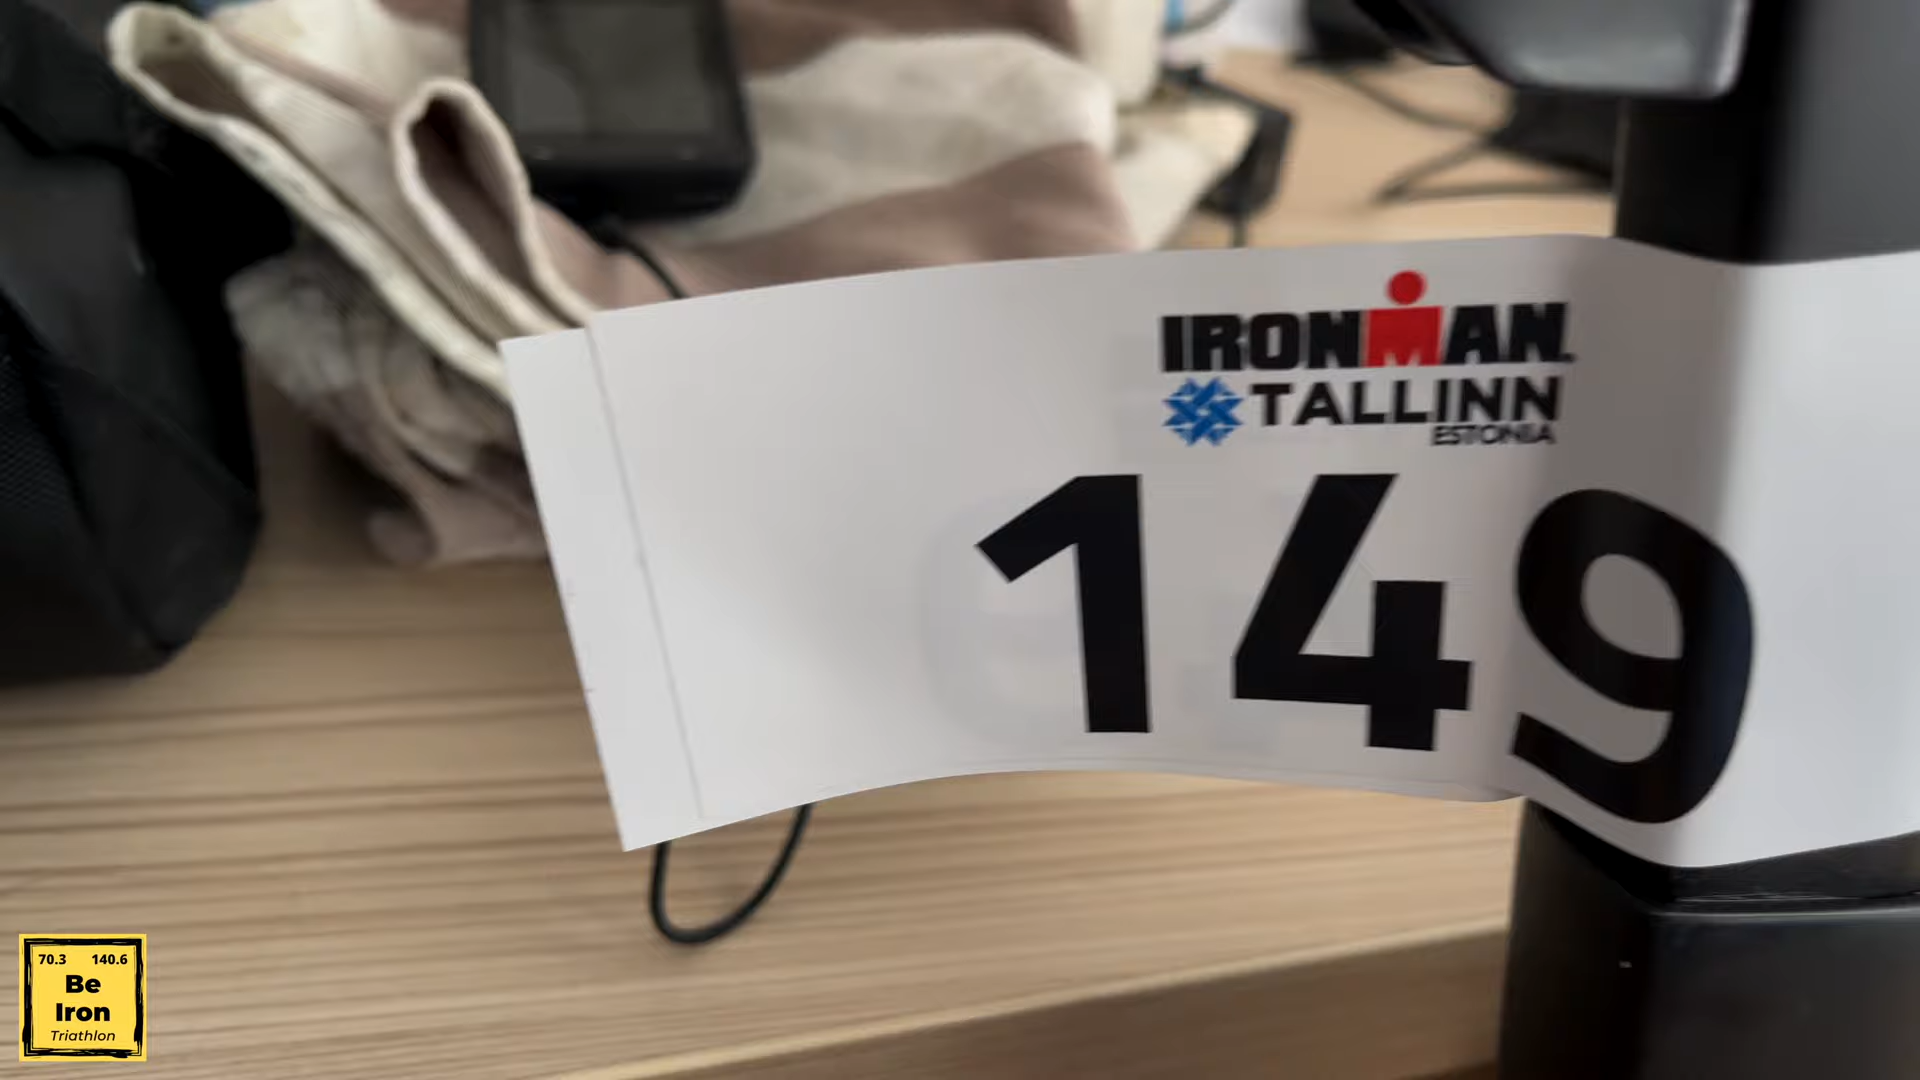 IRONMAN
TALLINN
ESTONIA
149
70.3 140.6
Be
Iron
Triathlon